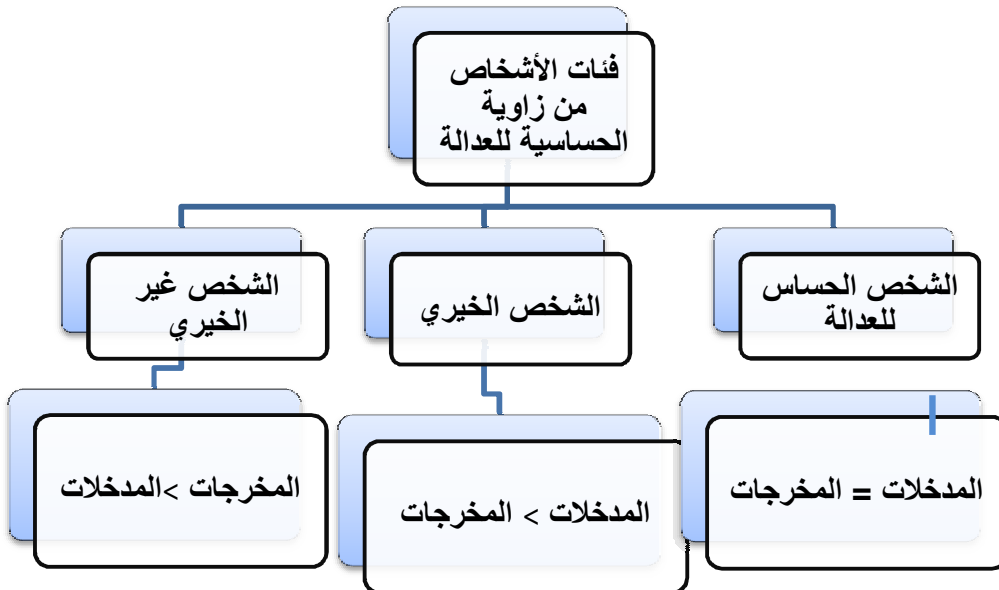 فئات الأشخاص
من زاوية
الحساسية للعدالة
الشخص الحساس
للعدالة
الشخص الخيري
الشخص غير
الخيري
المدخلات = المخرجات
المدخلات > المخرجات
المخرجات >المدخلات